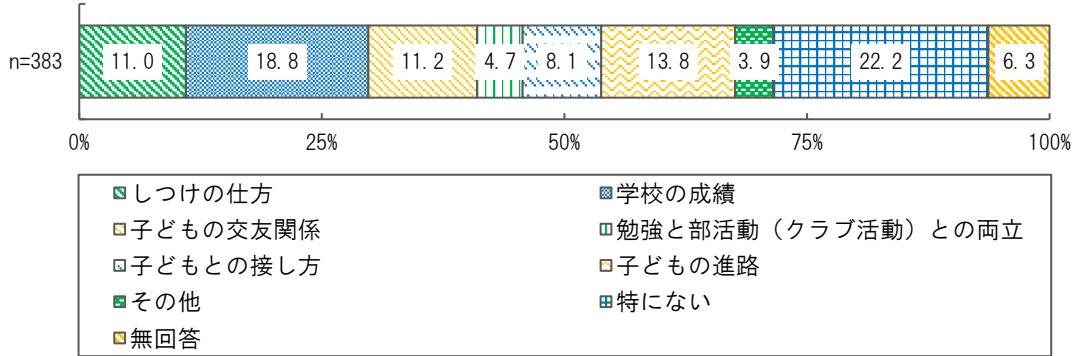 n=383
11.0 18.8 11.2 4.7 8.1 13.8 3.9 22.2 6.3
0% 25% 50% 75% 100%
しつけの仕方 学校の成績
子どもの交友関係 勉強と部活動（クラブ活動）との両立
子どもとの接し方 子どもの進路
その他 特にない
無回答